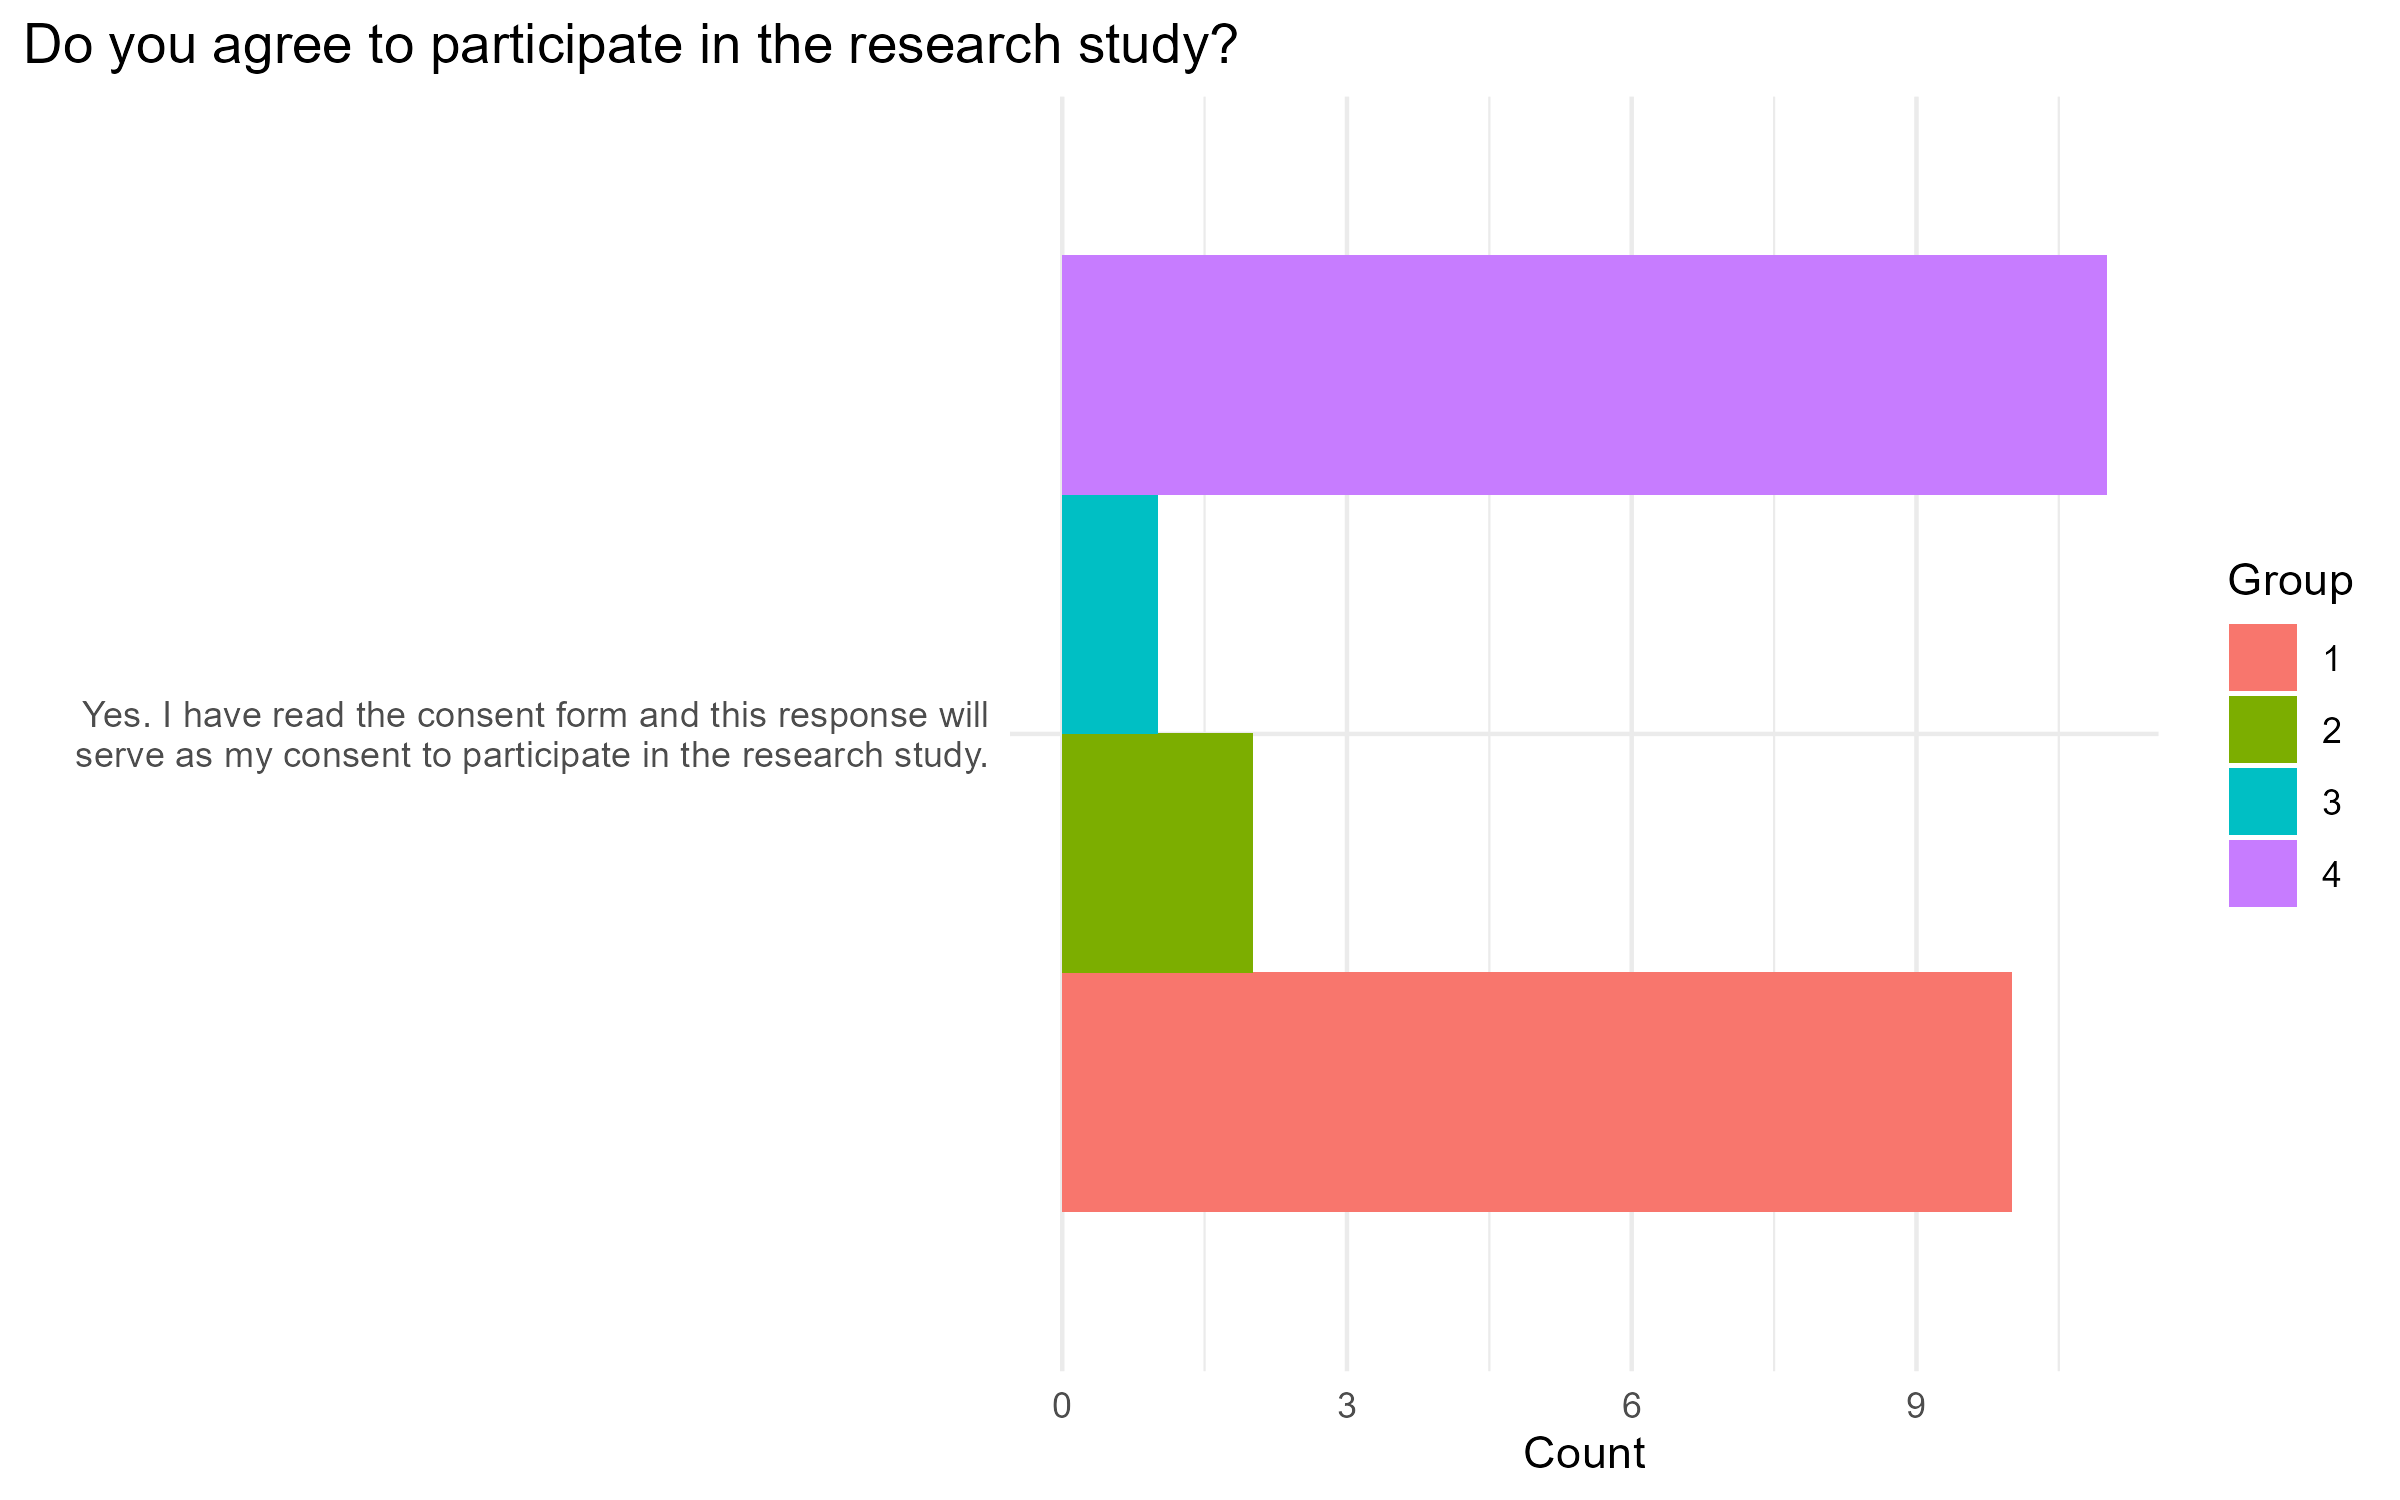 Do you agree to participate in the research study?
Yes. I have read the consent form and this response will
serve as my consent to participate in the research study.
Group
1
2
3
4
0 3 6 9
Count